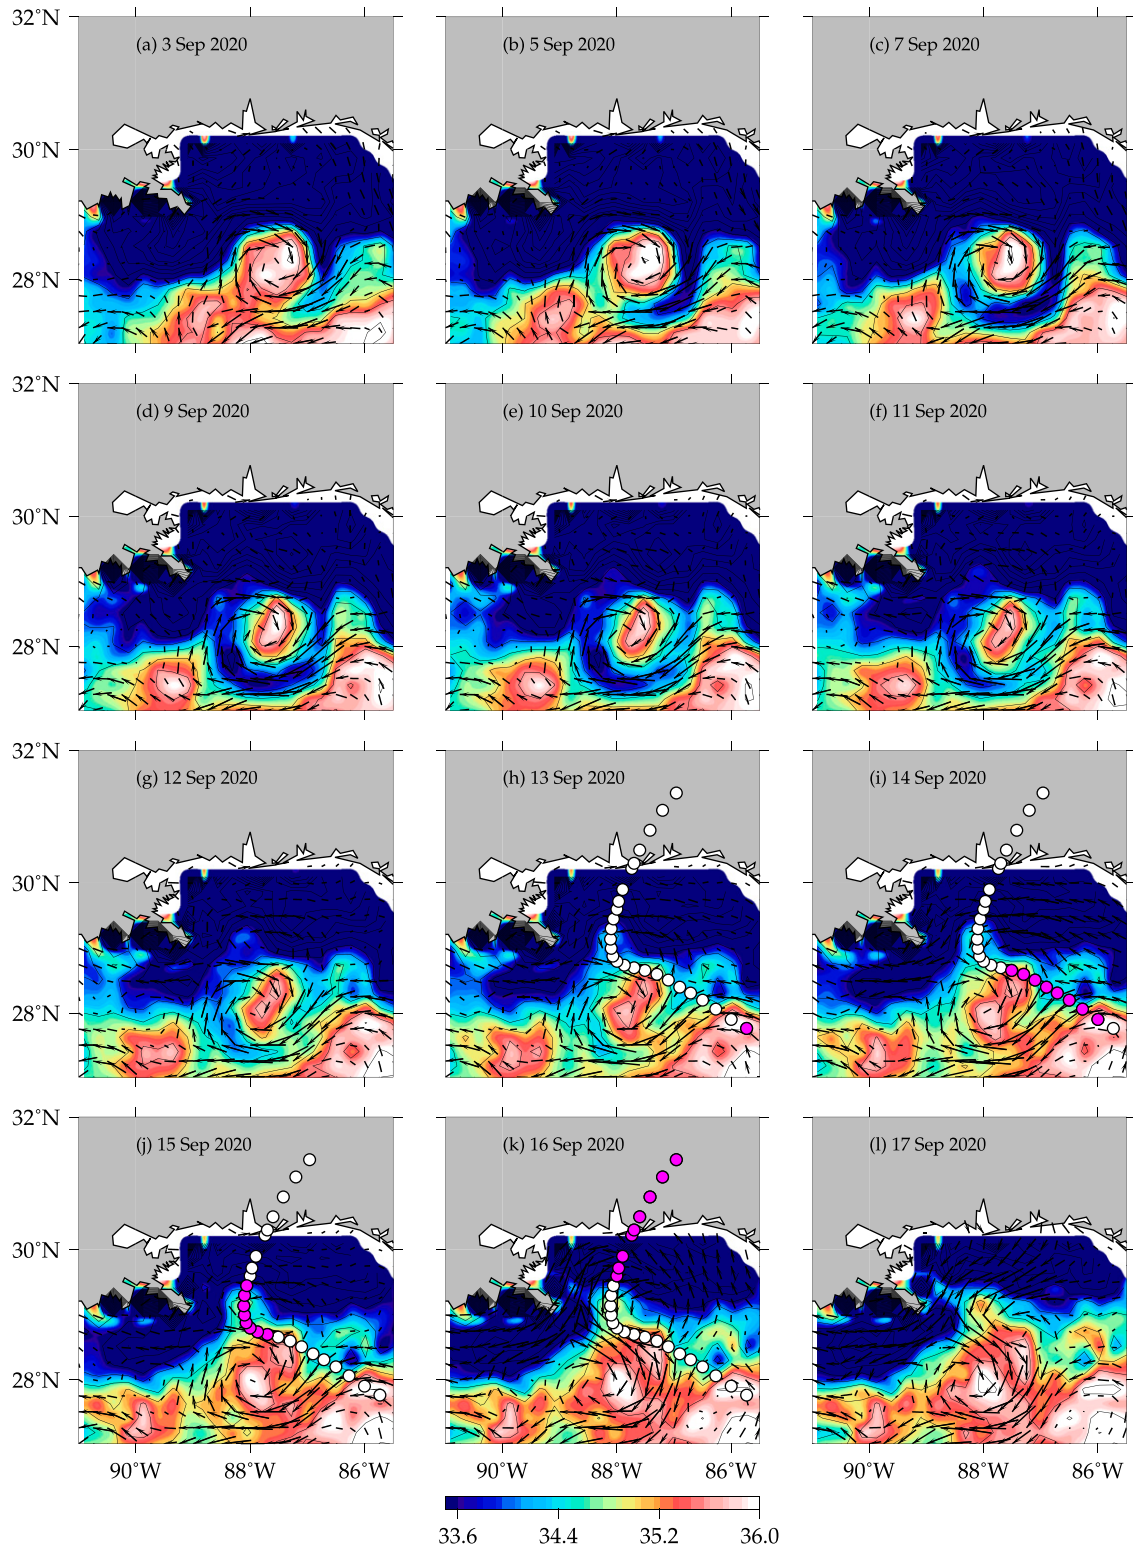 32°N
(a) 3 Sep 2020
(b) 5 Sep 2020
(c) 7 Sep 2020
30°N
28°N
32°N
(d) 9 Sep 2020
(e) 10 Sep 2020
(f) 11 Sep 2020
30°N
28°N
32°N
(g) 12 Sep 2020
(h) 13 Sep 2020
(i) 14 Sep 2020
30°N
28°N
32°N
(j) 15 Sep 2020
(k) 16 Sep 2020
(l) 17 Sep 2020
30°N
28°N
90°W 88°W 86°W
90°W 88°W 86°W
90°W 88°W 86°W
33.6 34.4 35.2 36.0